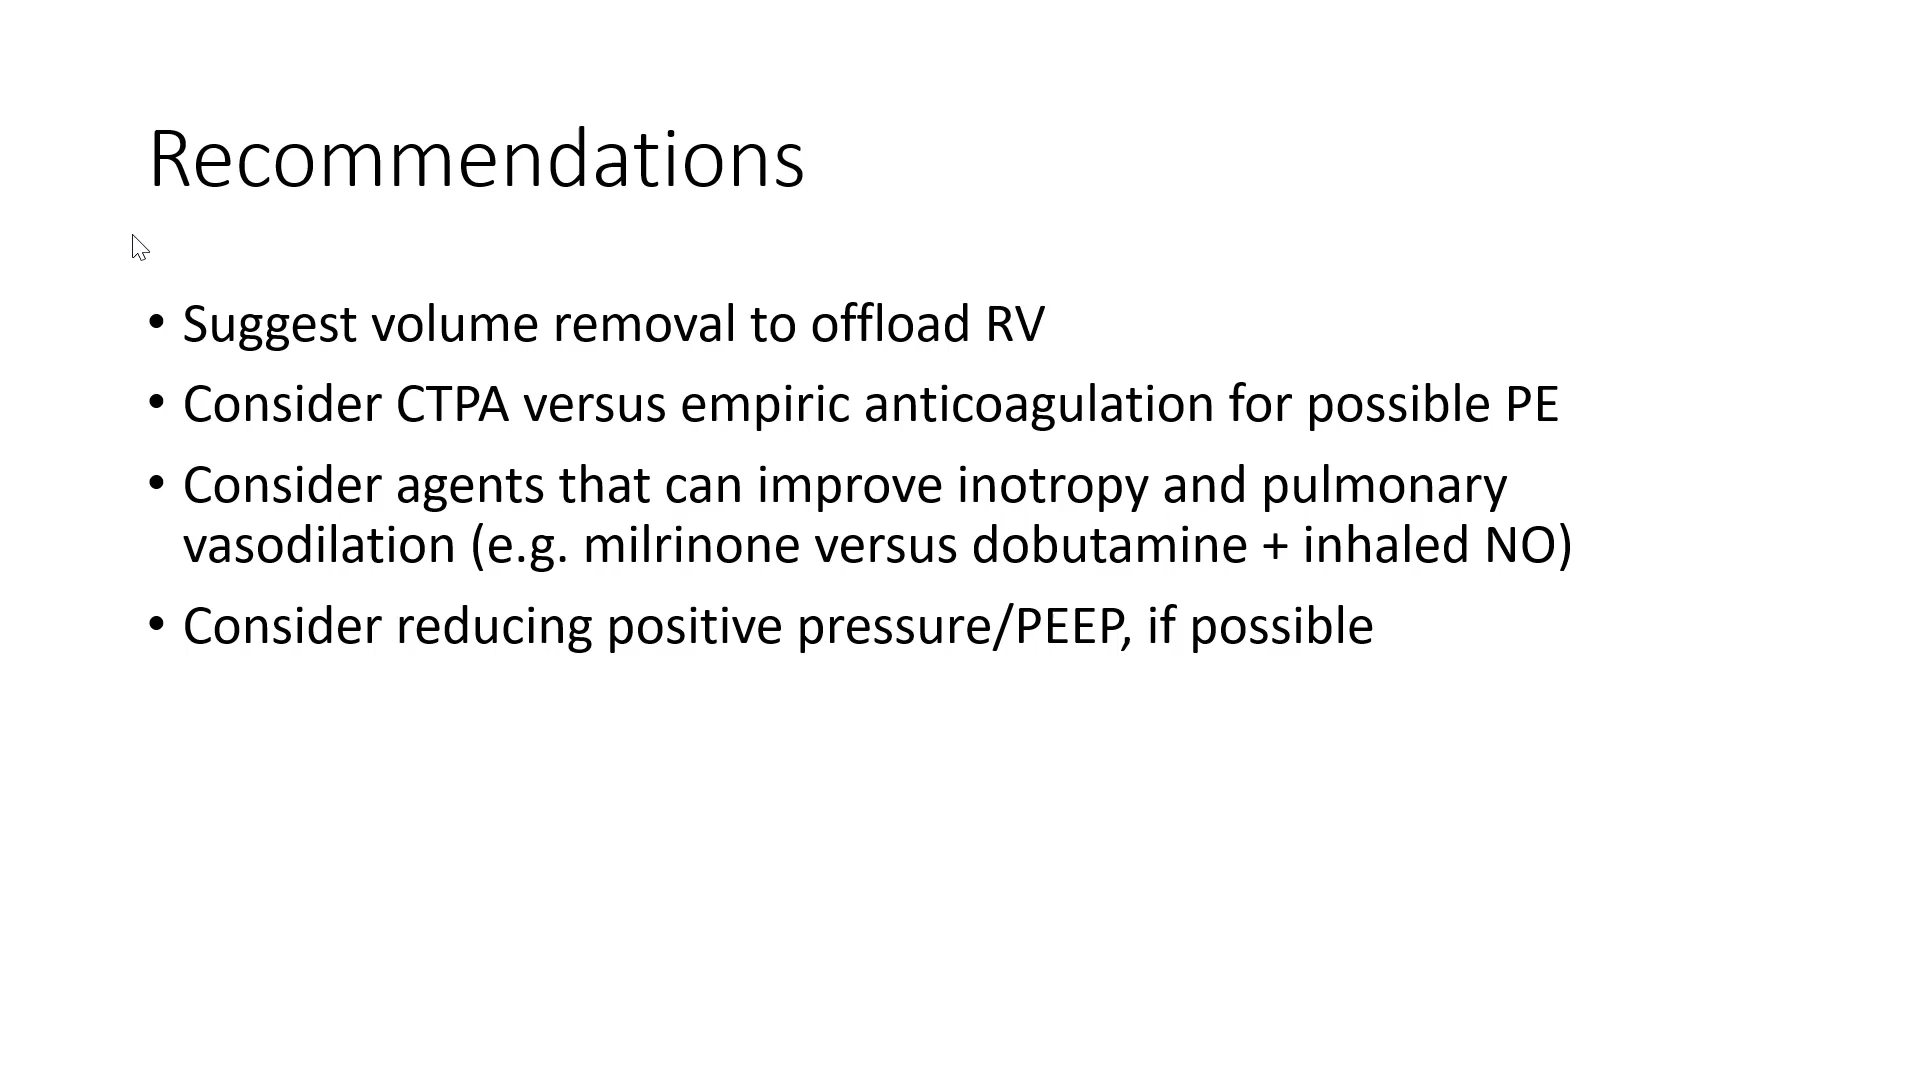 Recommendations
• Suggest volume removal to offload RV
• Consider CTPA versus empiric anticoagulation for possible PE
• Consider agents that can improve inotropy and pulmonary
vasodilation (e.g. milrinone versus dobutamine + inhaled NO)
• Consider reducing positive pressure/PEEP, if possible